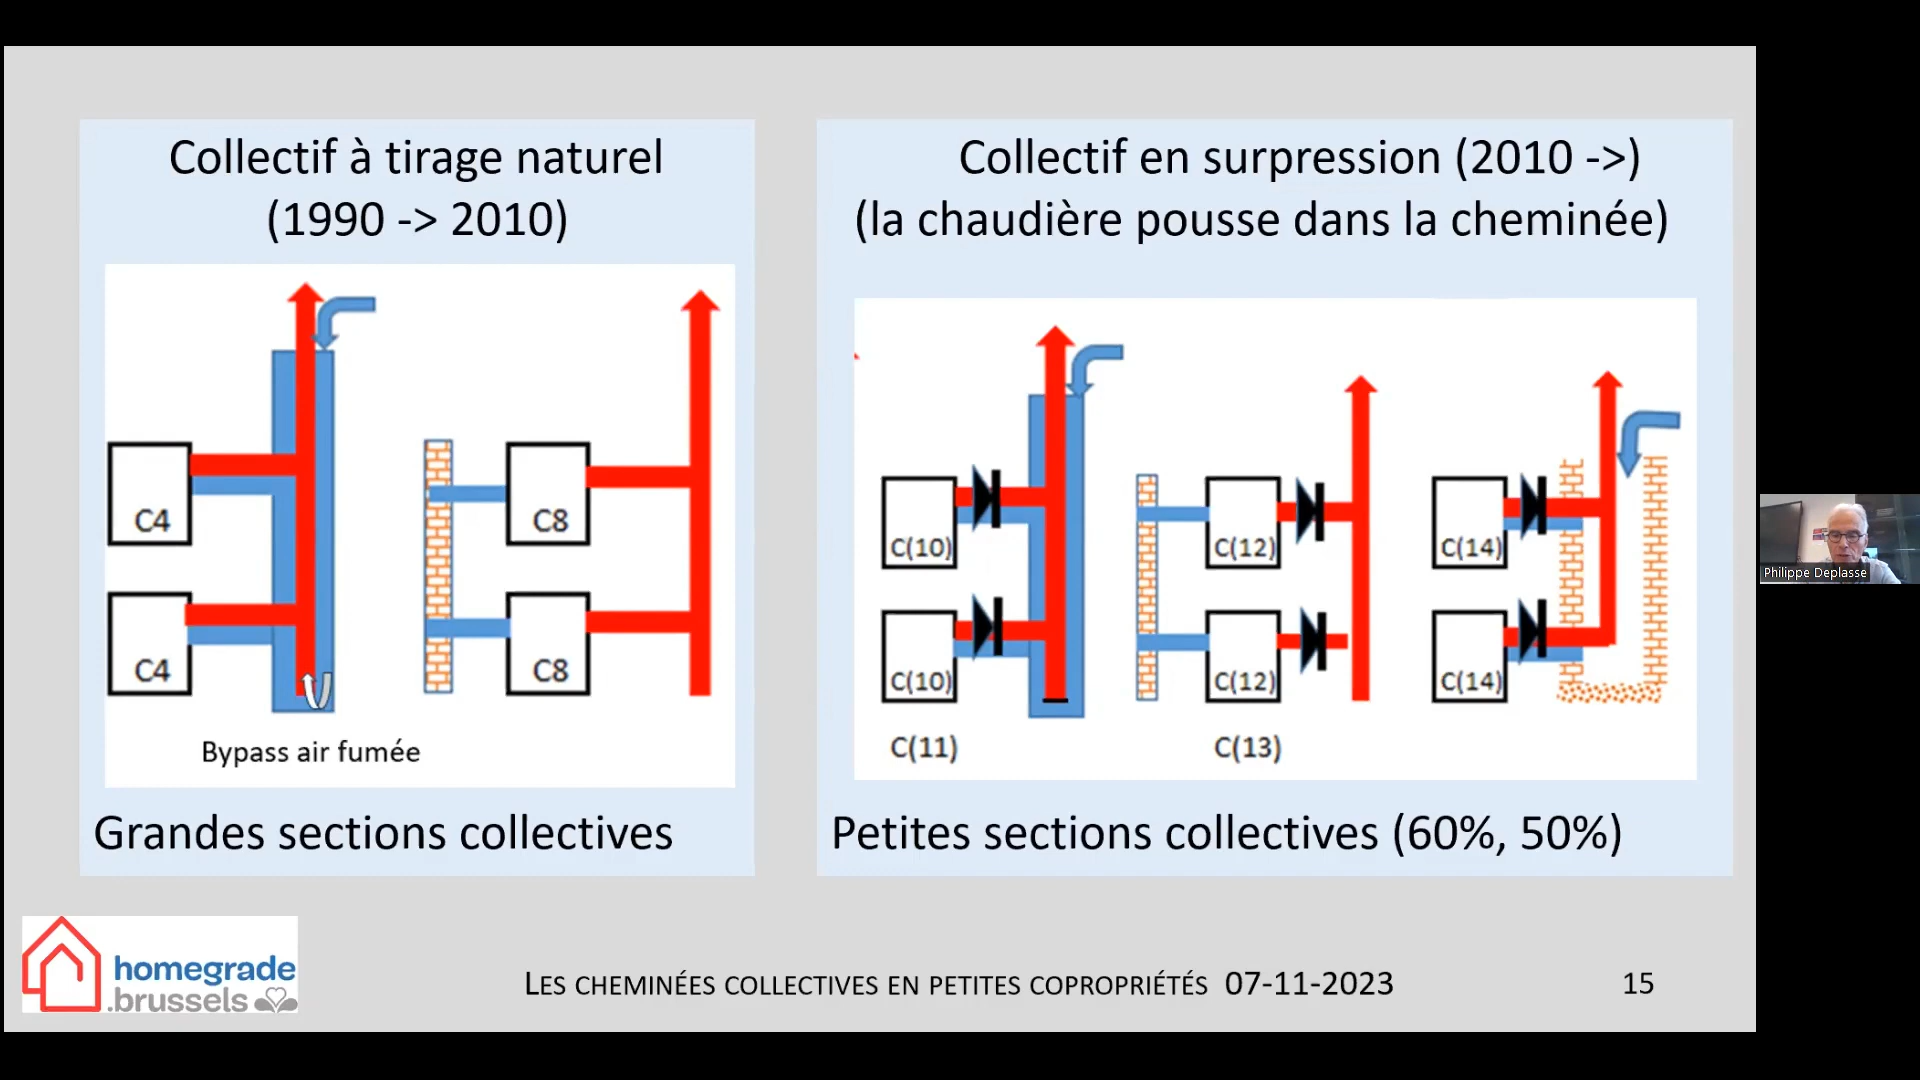 Collectif à tirage naturel
(1990 -> 2010)
C4
C8
C4
C8
Bypass air fumée
Grandes sections collectives
Collectif en surpression (2010 ->)
(la chaudière pousse dans la cheminée)
C(10)
C(12)
C(14)
C(10)
C(12)
C(14)
C(11)
C(13)
Petites sections collectives (60%, 50%)
Philippe Deplasse
homegrade
.brussels
LES CHEMINÉES COLLECTIVES EN PETITES COPROPRIÉTÉS 07-11-2023
15